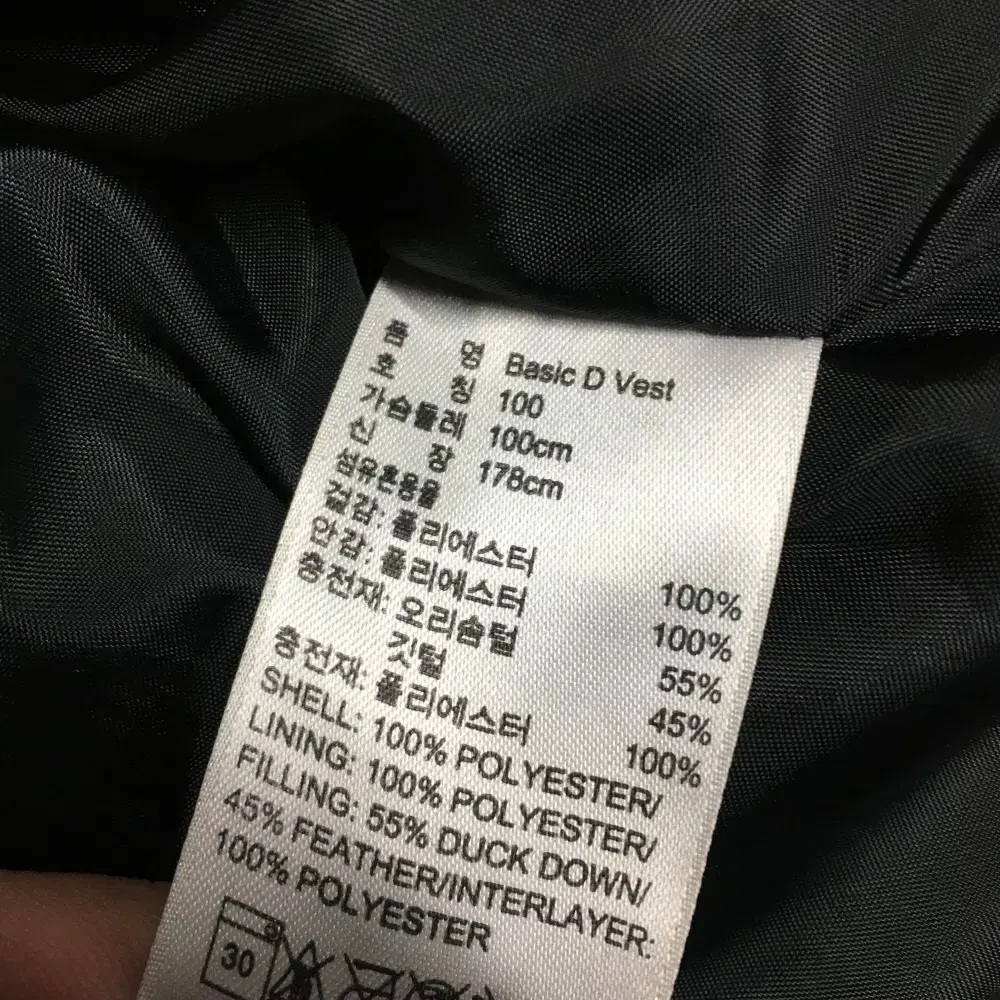 품 명 Basic D Vest
호 칭 100
가슴둘레 100cm
신 장 178cm
섬유혼용율
겉감: 폴리에스터 100%
안감: 폴리에스터 100%
충전재: 오리솜털 55%
깃털 45%
충전재: 폴리에스터 100%
SHELL: 100% POLYESTER/
LINING: 100% POLYESTER/
FILLING: 55% DUCK DOWN/
45% FEATHER/INTERLAYER:
100% POLYESTER
30